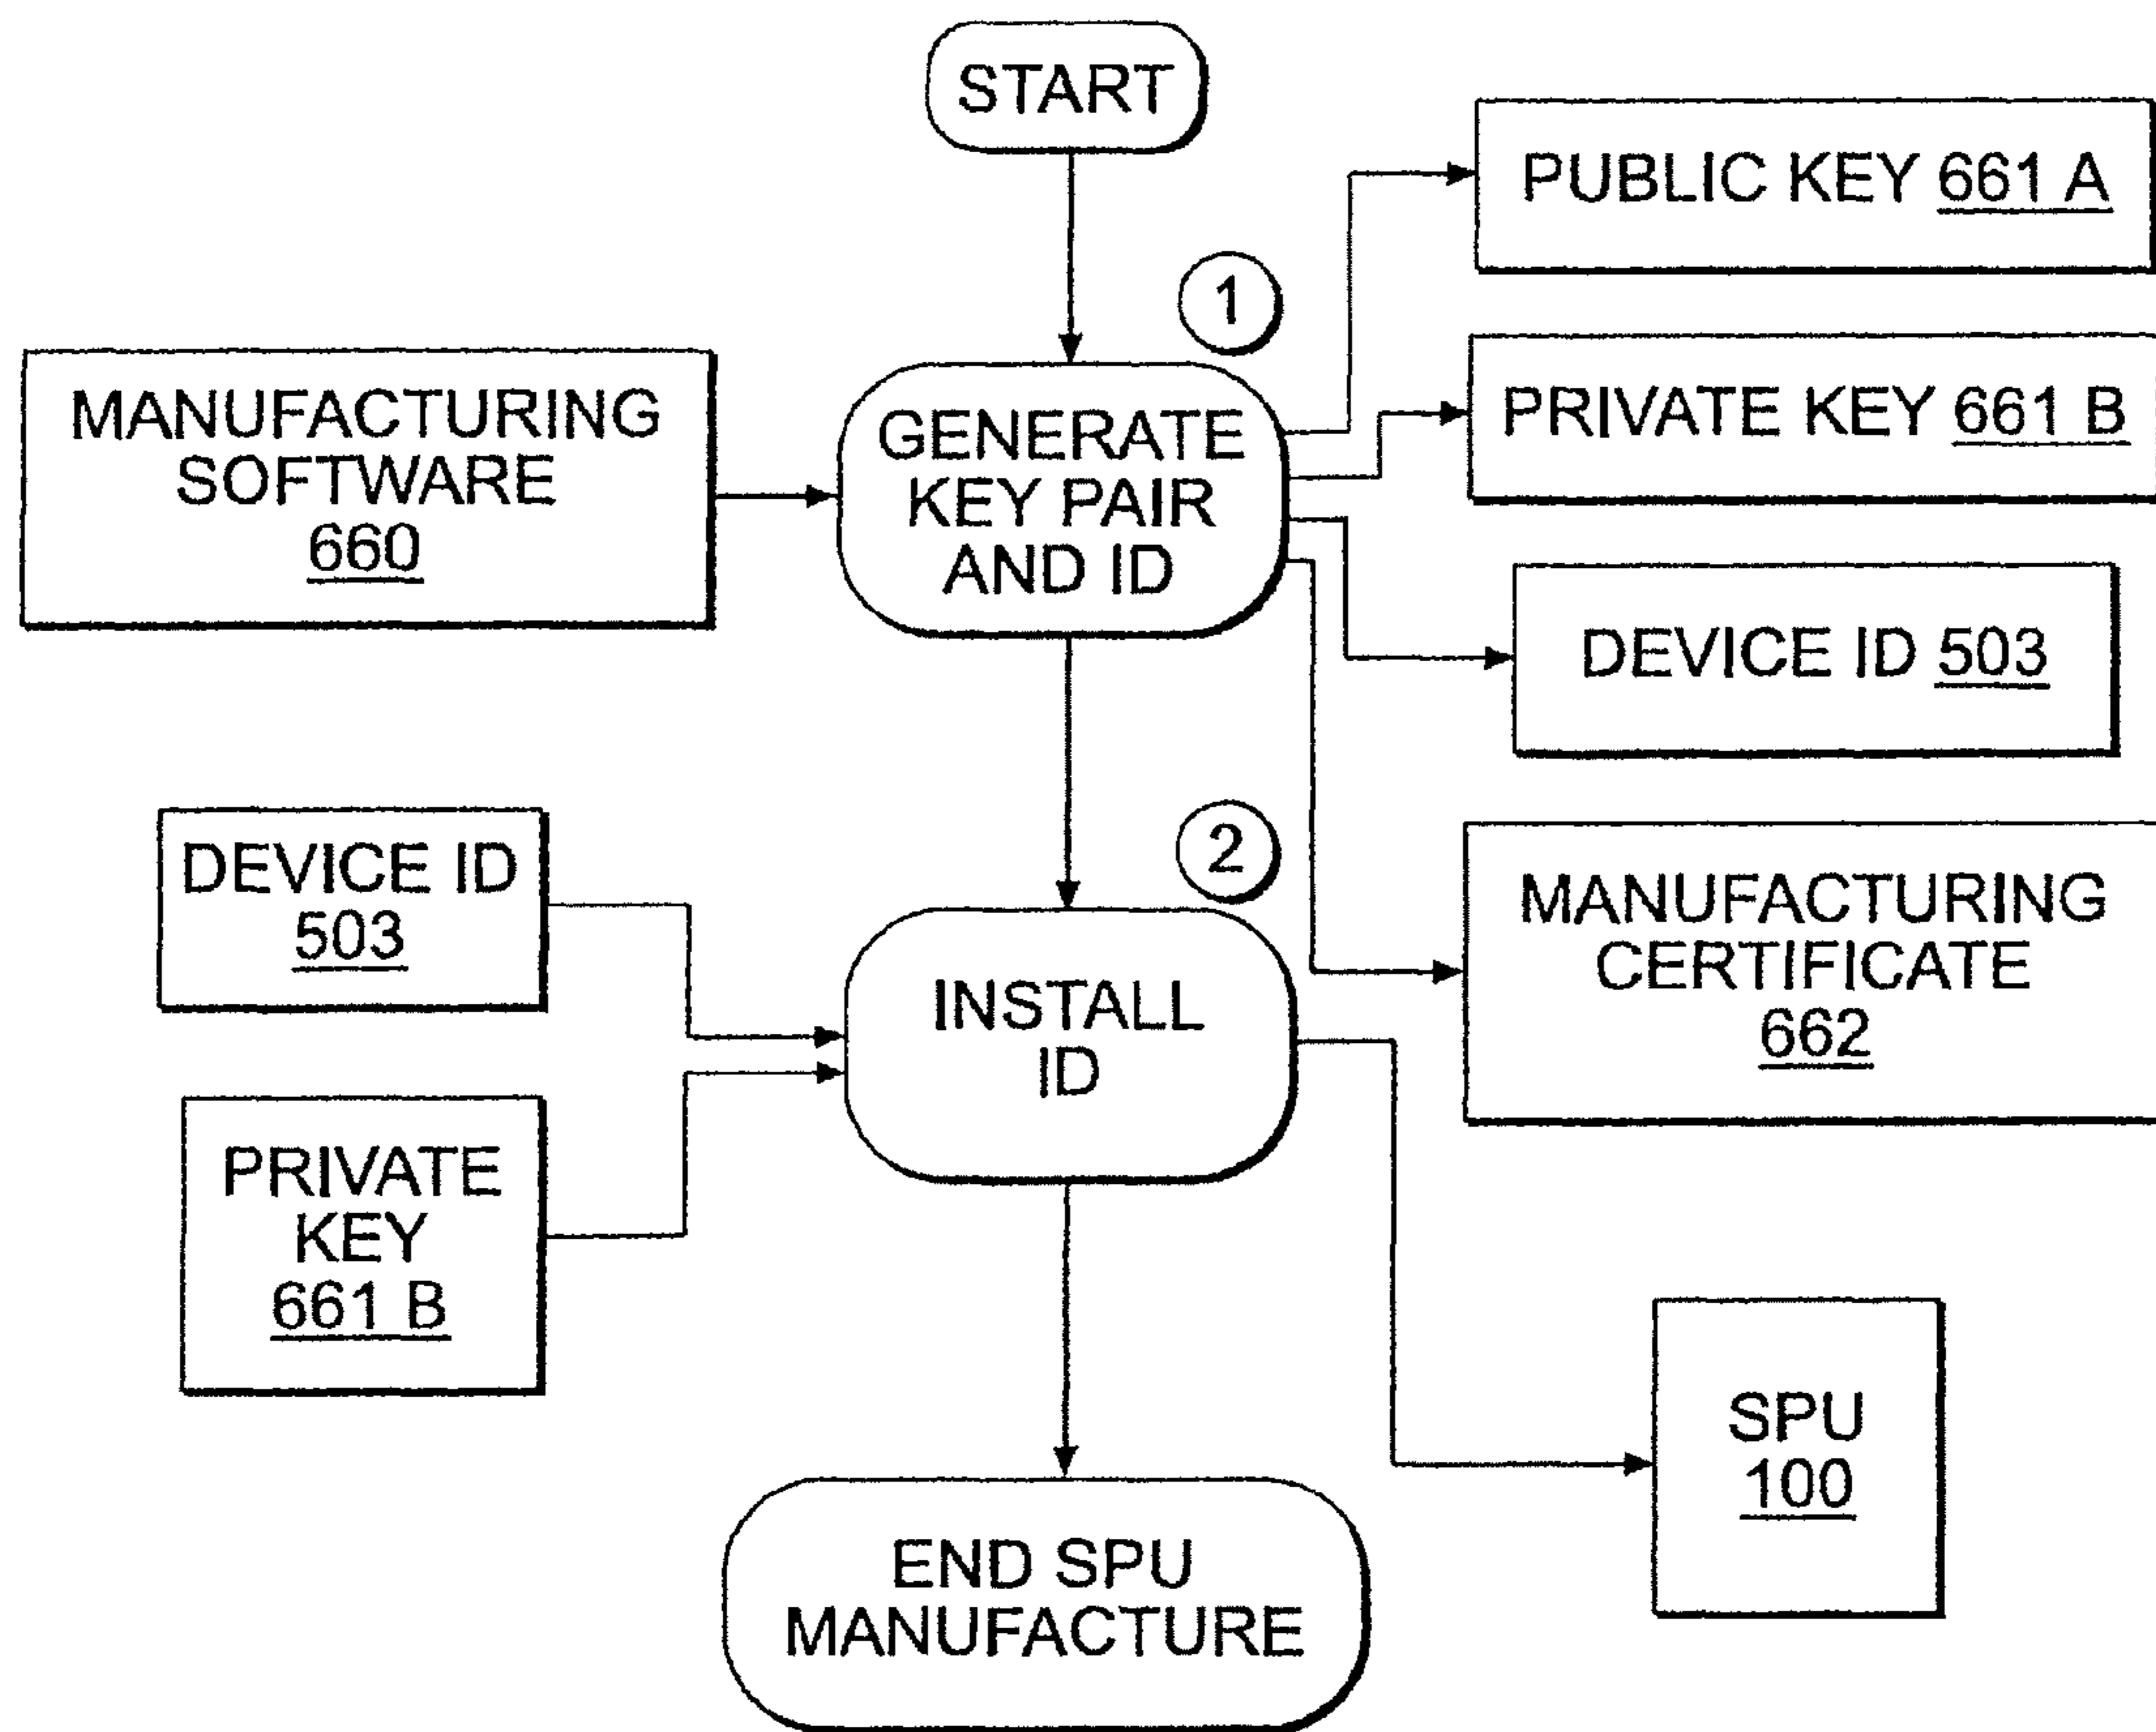 START
PUBLIC KEY 661 A
1
PRIVATE KEY 661 B
MANUFACTURING
SOFTWARE
660
GENERATE
KEY PAIR
AND ID
DEVICE ID 503
DEVICE ID
503
2
MANUFACTURING
CERTIFICATE
662
INSTALL
ID
PRIVATE
KEY
661 B
SPU
100
END SPU
MANUFACTURE